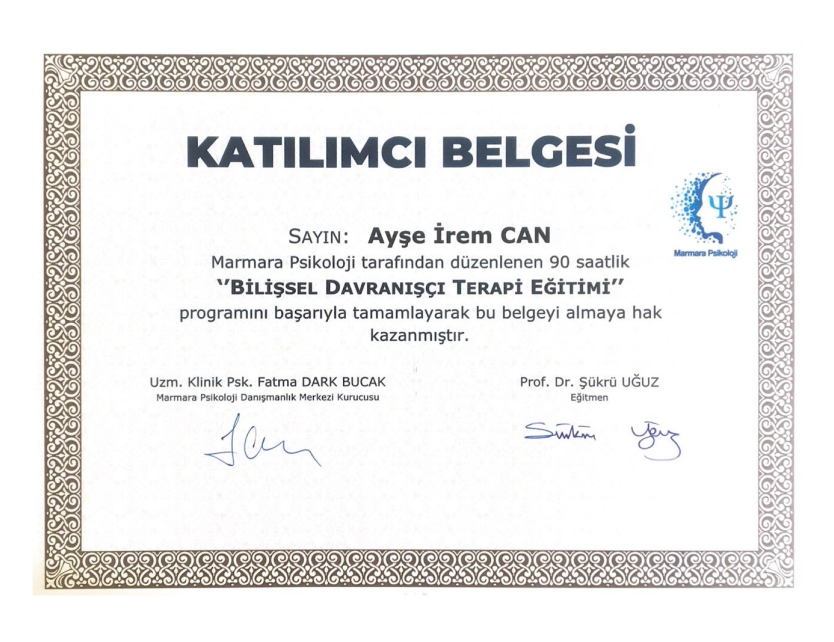 KATILIMCI BELGESİ
Ψ
Marmara Psikoloji
SAYIN: Ayşe İrem CAN
Marmara Psikoloji tarafından düzenlenen 90 saatlik
‘‘BİLİŞSEL DAVRANIŞÇI TERAPİ EĞİTİMİ’’
programını başarıyla tamamlayarak bu belgeyi almaya hak
kazanmıştır.
Uzm. Klinik Psk. Fatma DARK BUCAK
Marmara Psikoloji Danışmanlık Merkezi Kurucusu
Prof. Dr. Şükrü UĞUZ
Eğitmen
Şükrü Uğuz